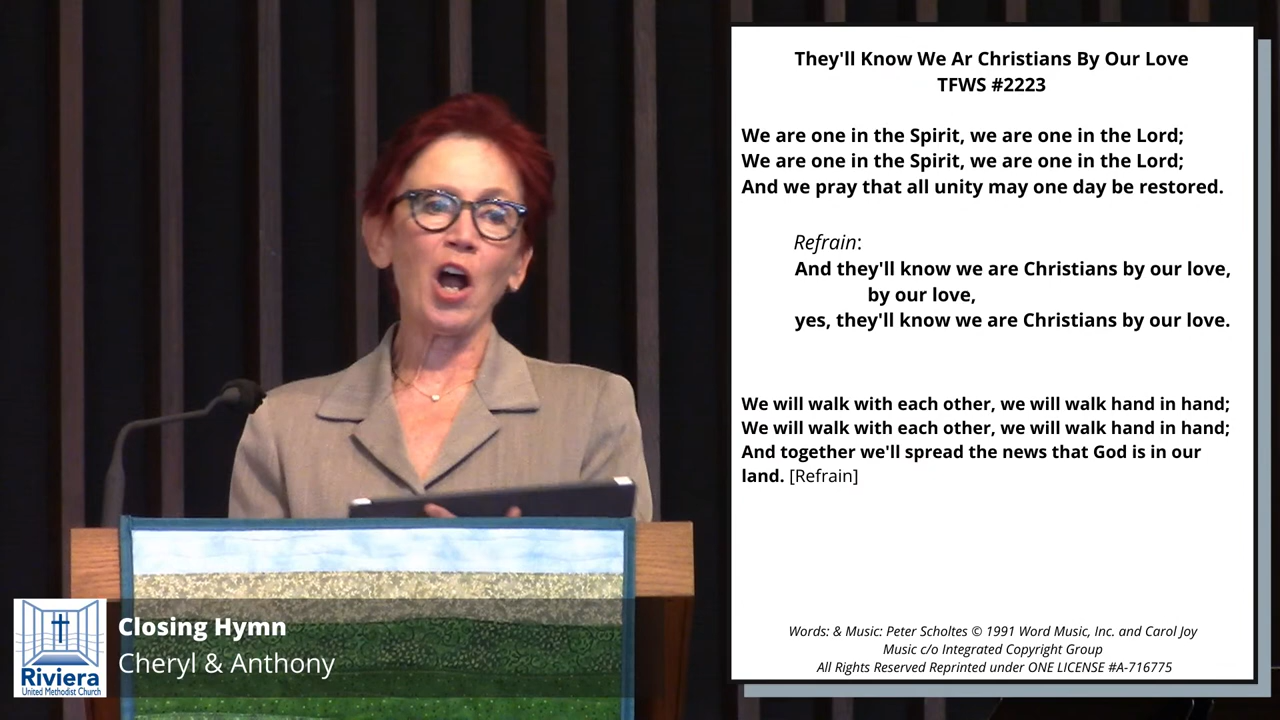 They'll Know We Ar Christians By Our Love
TFWS #2223
We are one in the Spirit, we are one in the Lord;
We are one in the Spirit, we are one in the Lord;
And we pray that all unity may one day be restored.
Refrain:
And they'll know we are Christians by our love,
by our love,
yes, they'll know we are Christians by our love.
We will walk with each other, we will walk hand in hand;
We will walk with each other, we will walk hand in hand;
And together we'll spread the news that God is in our
land. [Refrain]
Words: & Music: Peter Scholtes © 1991 Word Music, Inc. and Carol Joy
Music c/o Integrated Copyright Group
All Rights Reserved Reprinted under ONE LICENSE #A-716775
Closing Hymn
Cheryl & Anthony
Riviera
United Methodist Church